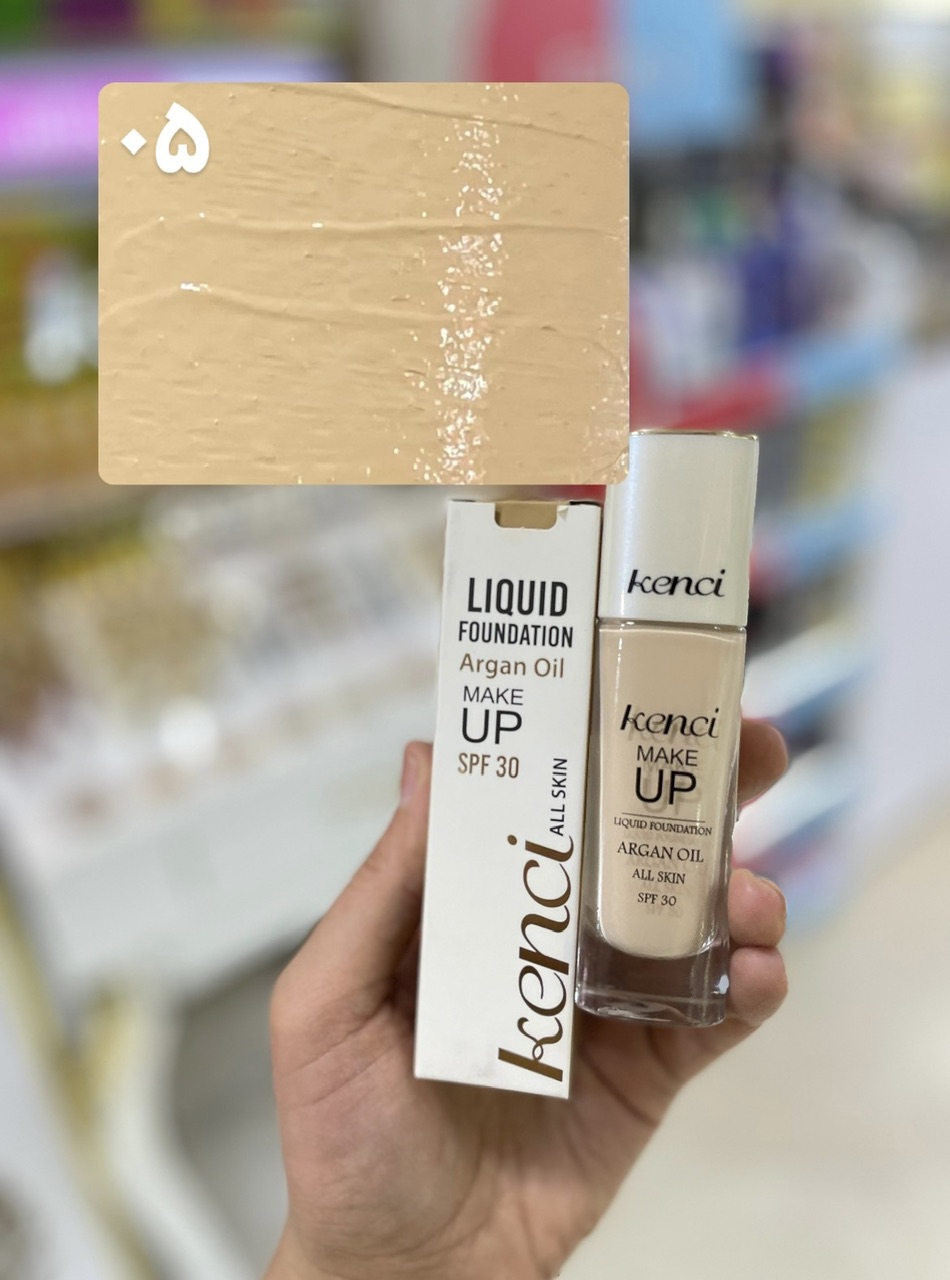 ۰۵
LIQUID
FOUNDATION
Argan Oil
MAKE
UP
SPF 30
ALL SKIN
kenci
kenci
kenci
MAKE
UP
LIQUID FOUNDATION
ARGAN OIL
ALL SKIN
SPF 30